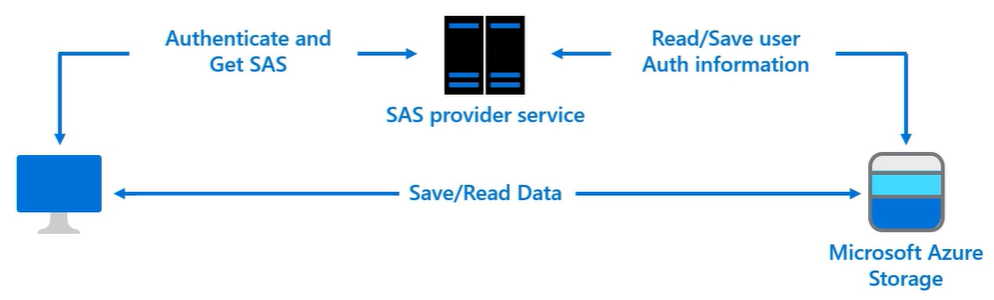 Authenticate and
Get SAS
Read/Save user
Auth information
SAS provider service
Save/Read Data
Microsoft Azure
Storage